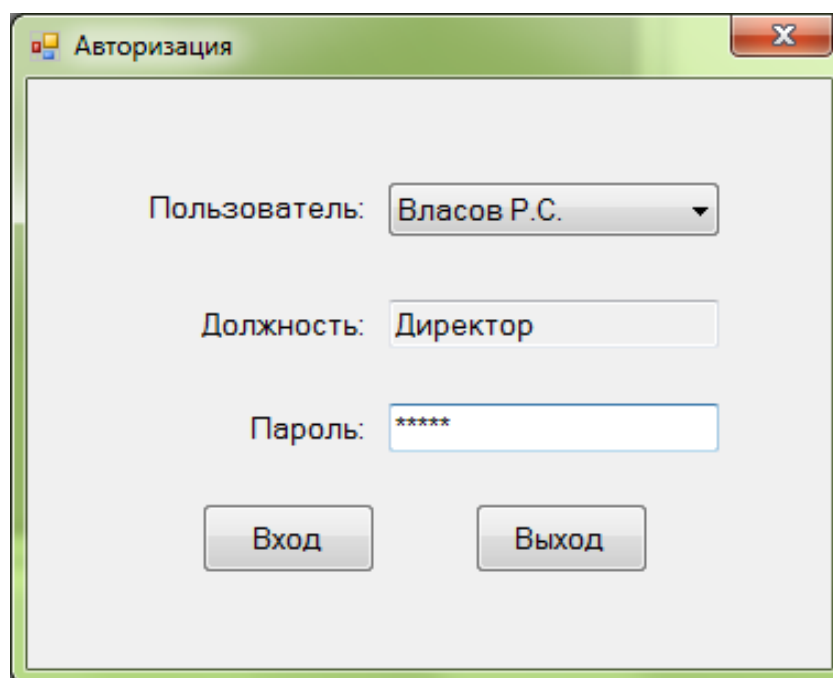 Авторизация
Пользователь: Власов Р.С.
Должность: Директор
Пароль: *****
Вход Выход